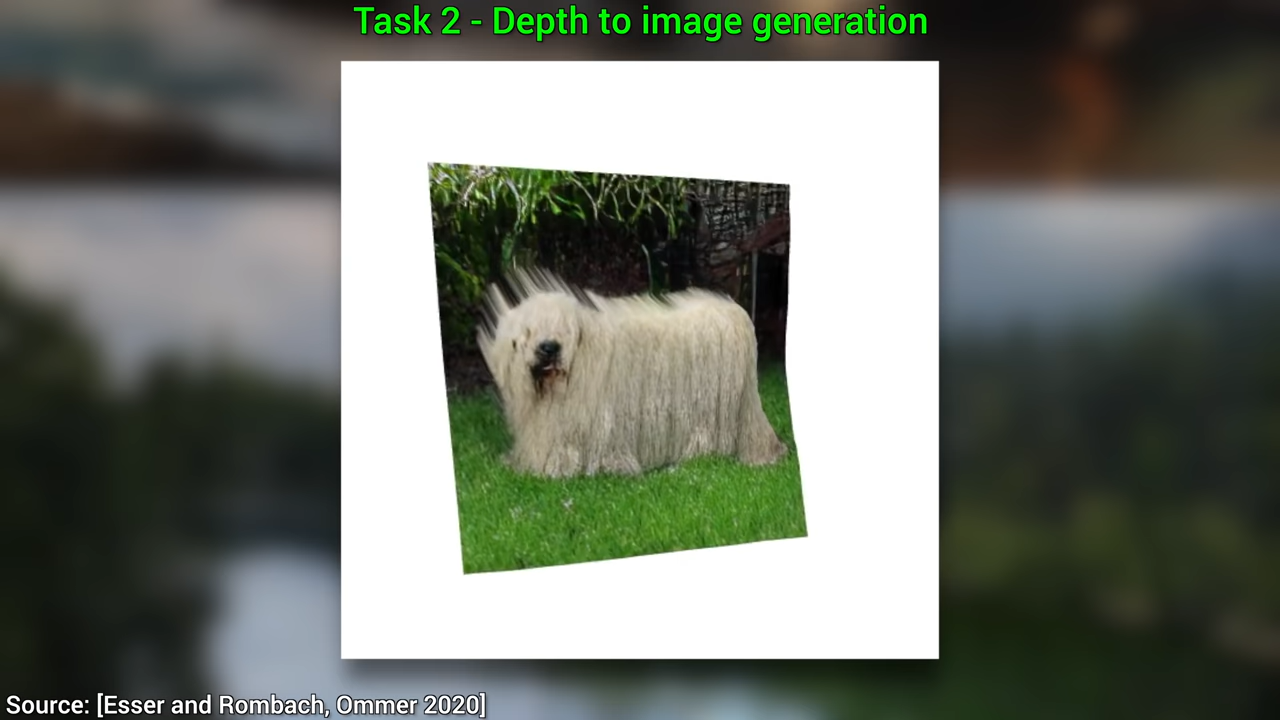 Task 2 - Depth to image generation
Source: [Esser and Rombach, Ommer 2020]